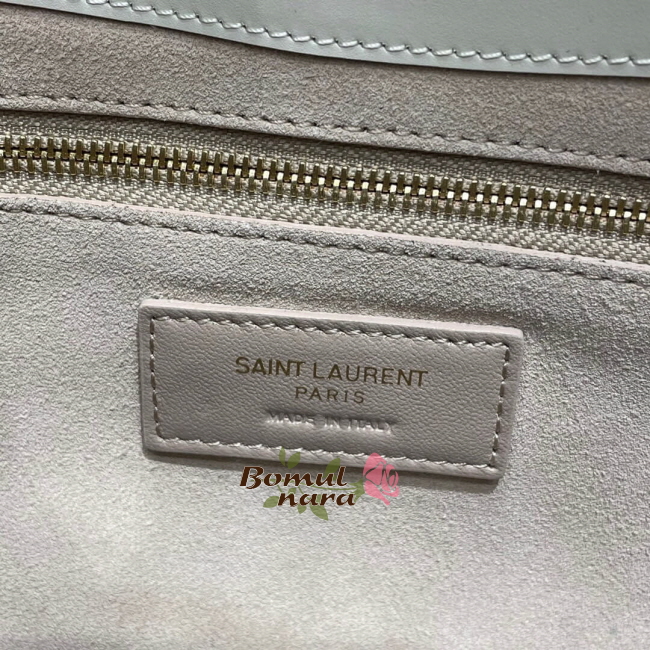 SAINT LAURENT
PARIS
MADE IN ITALY
Bomul
nara